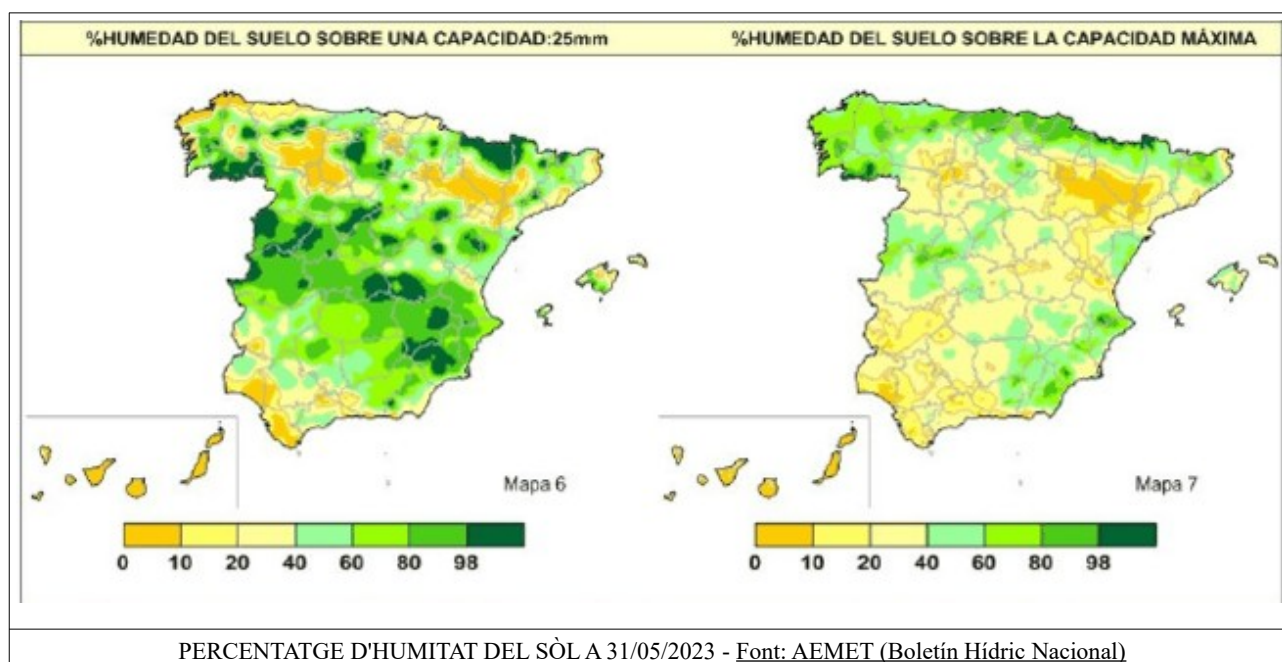 %HUMEDAD DEL SUELO SOBRE UNA CAPACIDAD:25mm
%HUMEDAD DEL SUELO SOBRE LA CAPACIDAD MÁXIMA
Mapa 6
Mapa 7
0 10 20 40 60 80 98
0 10 20 40 60 80 98
PERCENTATGE D'HUMITAT DEL SÒL A 31/05/2023 - Font: AEMET (Boletín Hídric Nacional)